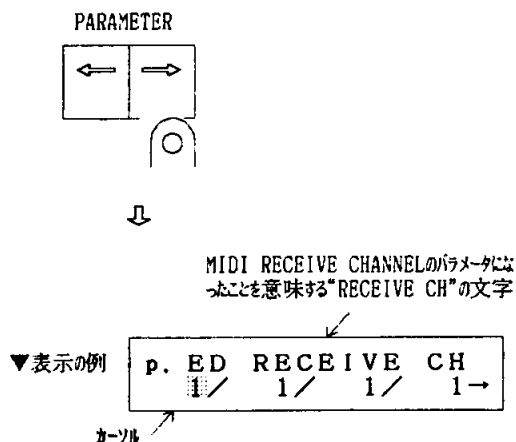 PARAMETER
← →
⇩
MIDI RECEIVE CHANNELのパラメータにな
ったことを意味する“RECEIVE CH”の文字
▼表示の例
p. ED RECEIVE CH
1/ 1/ 1/ 1→
カーソル